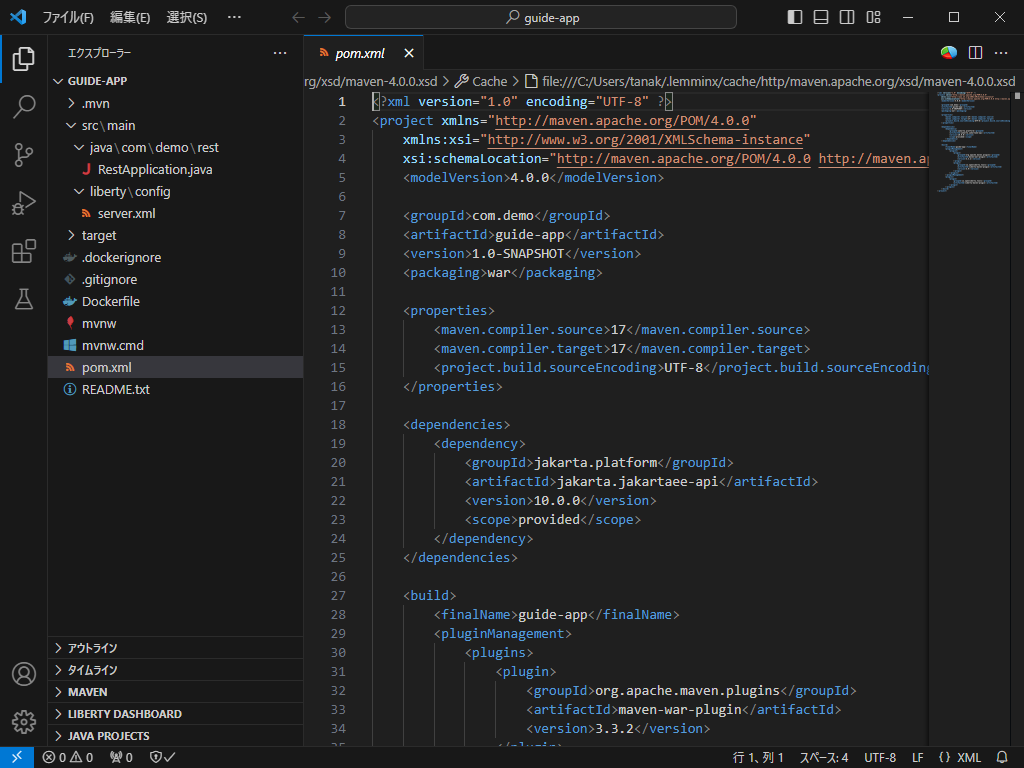 ファイル(F) 編集(E) 選択(S) ··· guide-app
エクスプローラー ···
GUIDE-APP
.mvn
src\main
java\com\demo\rest
RestApplication.java
liberty\config
server.xml
target
.dockerignore
.gitignore
Dockerfile
mvnw
mvnw.cmd
pom.xml
README.txt
アウトライン
タイムライン
MAVEN
LIBERTY DASHBOARD
JAVA PROJECTS
pom.xml
rg/xsd/maven-4.0.0.xsd > Cache > file:///C:/Users/tanak/.lemminx/cache/http/maven.apache.org/xsd/maven-4.0.0.xsd
1 <?xml version="1.0" encoding="UTF-8" ?>
2 <project xmlns="http://maven.apache.org/POM/4.0.0"
3 xmlns:xsi="http://www.w3.org/2001/XMLSchema-instance"
4 xsi:schemaLocation="http://maven.apache.org/POM/4.0.0 http://maven.ap
5 <modelVersion>4.0.0</modelVersion>
6
7 <groupId>com.demo</groupId>
8 <artifactId>guide-app</artifactId>
9 <version>1.0-SNAPSHOT</version>
10 <packaging>war</packaging>
11
12 <properties>
13 <maven.compiler.source>17</maven.compiler.source>
14 <maven.compiler.target>17</maven.compiler.target>
15 <project.build.sourceEncoding>UTF-8</project.build.sourceEncoding
16 </properties>
17
18 <dependencies>
19 <dependency>
20 <groupId>jakarta.platform</groupId>
21 <artifactId>jakarta.jakartaee-api</artifactId>
22 <version>10.0.0</version>
23 <scope>provided</scope>
24 </dependency>
25 </dependencies>
26
27 <build>
28 <finalName>guide-app</finalName>
29 <pluginManagement>
30 <plugins>
31 <plugin>
32 <groupId>org.apache.maven.plugins</groupId>
33 <artifactId>maven-war-plugin</artifactId>
34 <version>3.3.2</version>
35 </plugin>
0 0 0 行 1、列 1 スペース: 4 UTF-8 LF {} XML